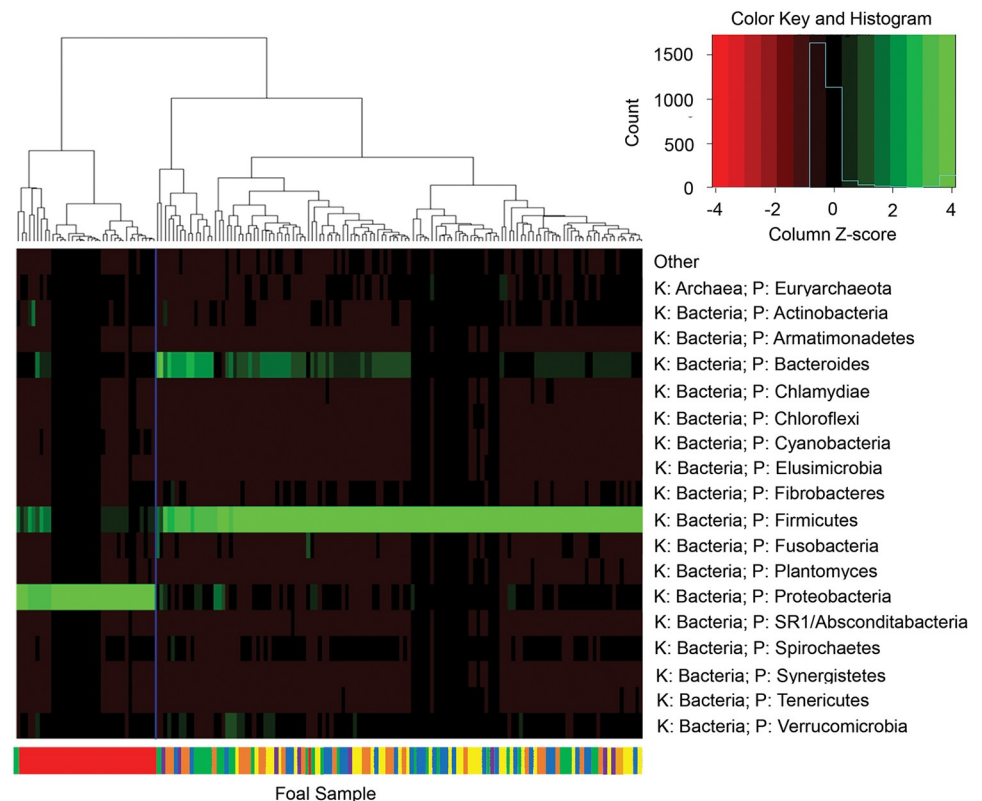 Color Key and Histogram
1500
1000
500
0
Count
-4 -2 0 2 4
Column Z-score
Other
K: Archaea; P: Euryarchaeota
K: Bacteria; P: Actinobacteria
K: Bacteria; P: Armatimonadetes
K: Bacteria; P: Bacteroides
K: Bacteria; P: Chlamydiae
K: Bacteria; P: Chloroflexi
K: Bacteria; P: Cyanobacteria
K: Bacteria; P: Elusimicrobia
K: Bacteria; P: Fibrobacteres
K: Bacteria; P: Firmicutes
K: Bacteria; P: Fusobacteria
K: Bacteria; P: Plantomyces
K: Bacteria; P: Proteobacteria
K: Bacteria; P: SR1/Absconditabacteria
K: Bacteria; P: Spirochaetes
K: Bacteria; P: Synergistetes
K: Bacteria; P: Tenericutes
K: Bacteria; P: Verrucomicrobia
Foal Sample